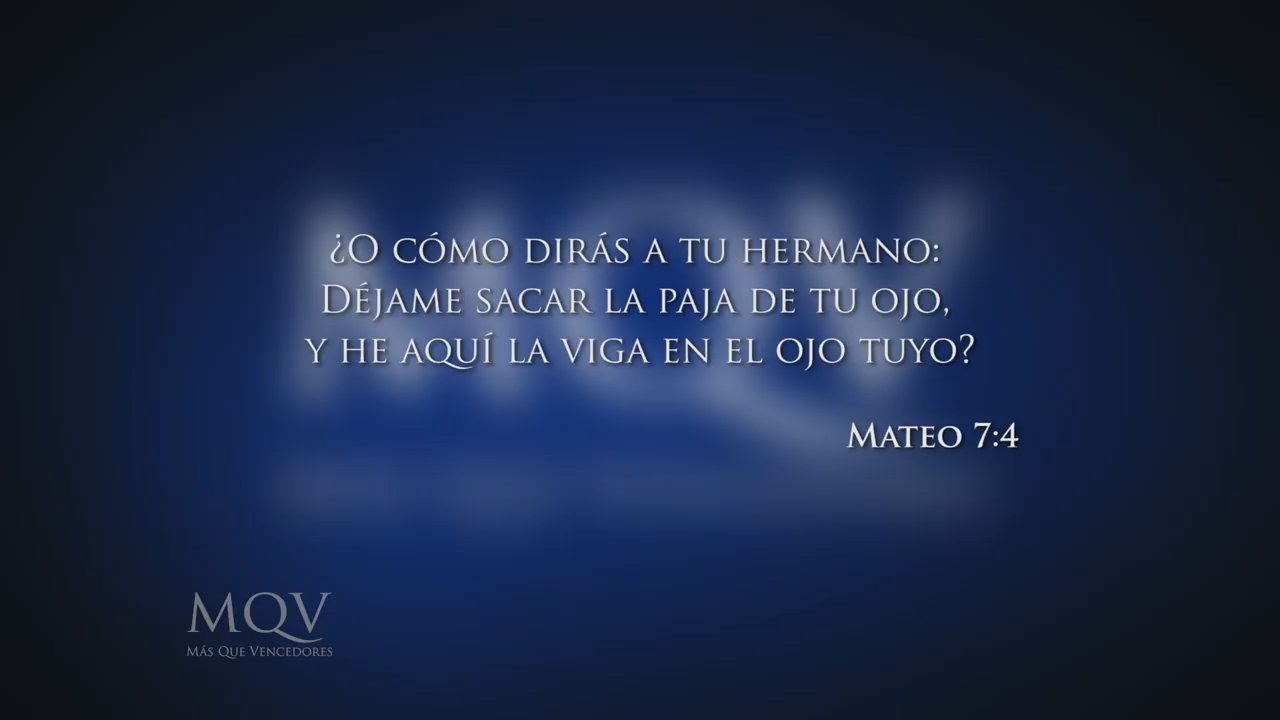 ¿O cómo dirás a tu hermano:
Déjame sacar la paja de tu ojo,
y he aquí la viga en el ojo tuyo?
Mateo 7:4
MQV
Más Que Vencedores